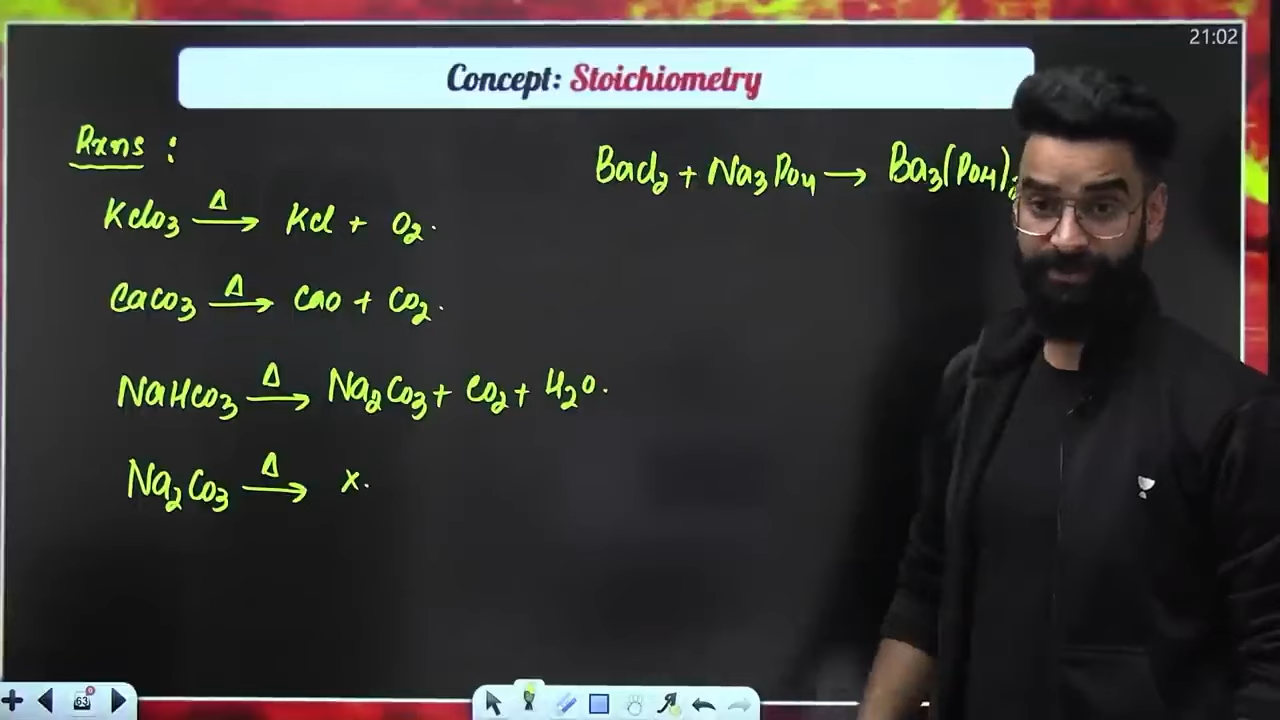 21:02
Concept: Stoichiometry
Rxns :
BaCl₂ + Na₃PO₄ → Ba₃(PO₄)₂
KClO₃ —Δ→ KCl + O₂.
CaCO₃ —Δ→ CaO + CO₂.
NaHCO₃ —Δ→ Na₂CO₃ + CO₂ + H₂O.
Na₂CO₃ —Δ→ x.
63